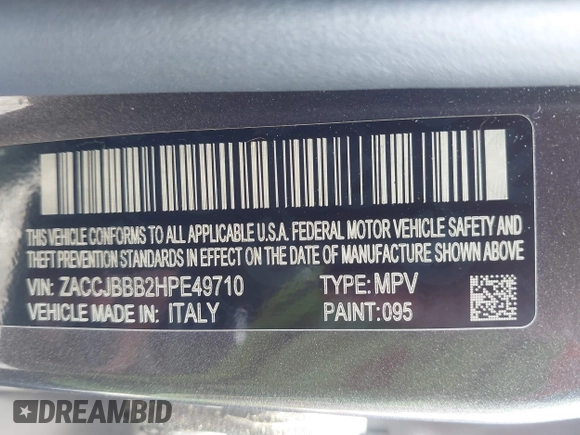 THIS VEHICLE CONFORMS TO ALL APPLICABLE U.S.A. FEDERAL MOTOR VEHICLE SAFETY AND
THEFT PREVENTION STANDARDS IN EFFECT ON THE DATE OF MANUFACTURE SHOWN ABOVE
VIN: ZACCJBBB2HPE49710 TYPE: MPV
VEHICLE MADE IN: ITALY PAINT: 095
DREAMBID